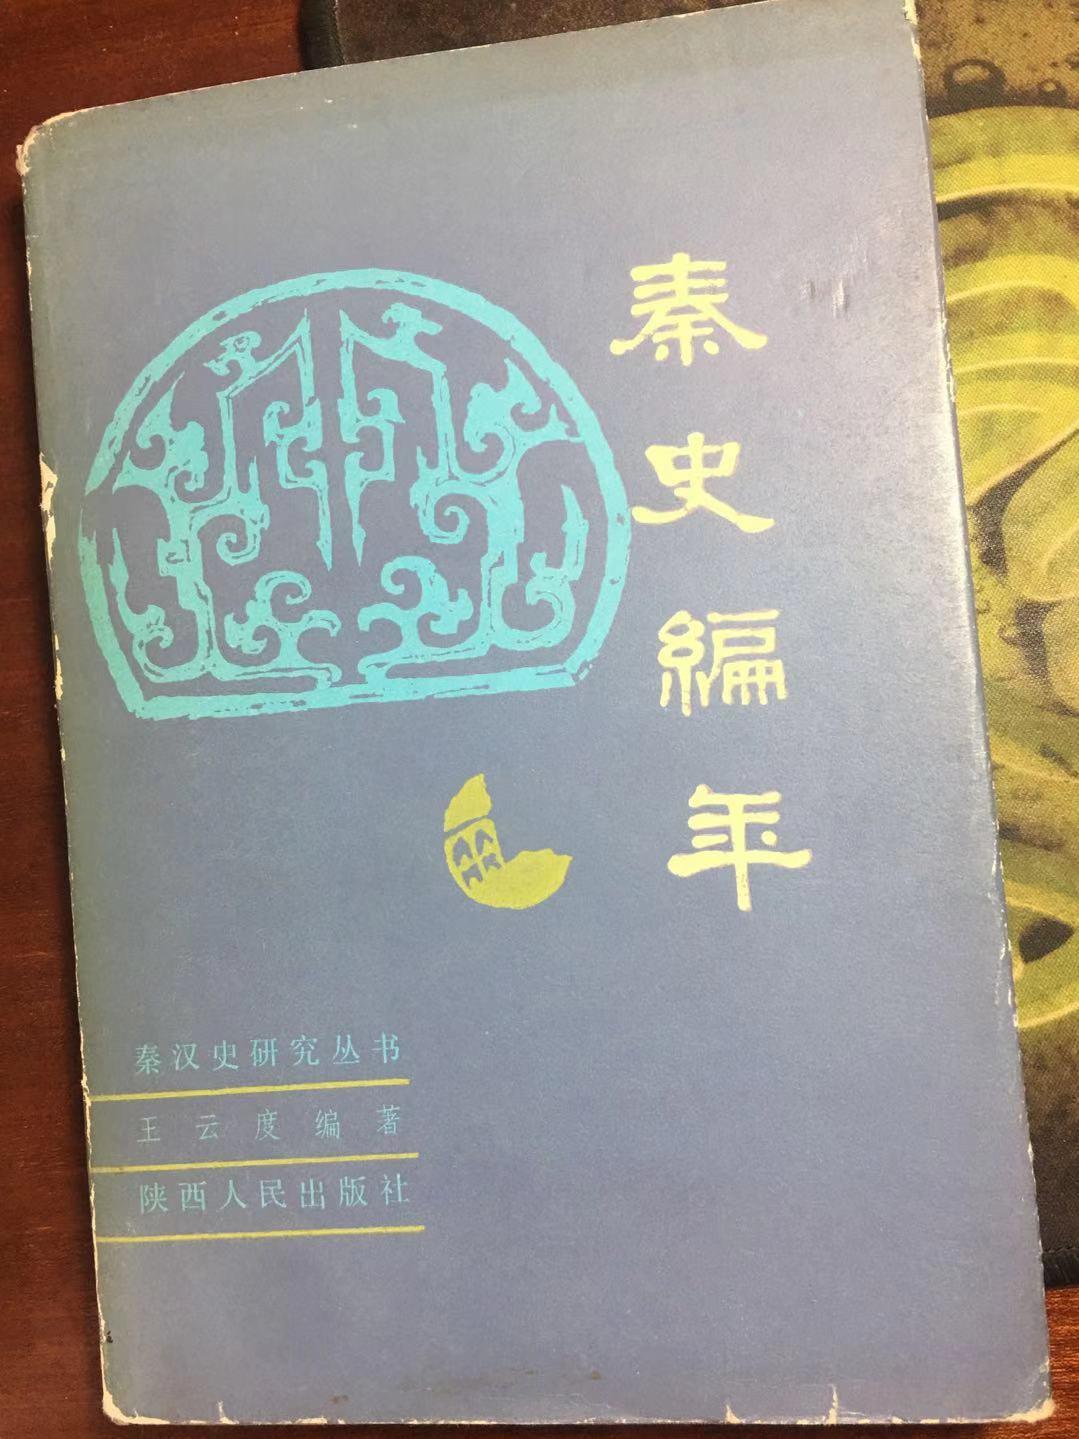 秦史编年
秦汉史研究丛书
王云度编著
陕西人民出版社